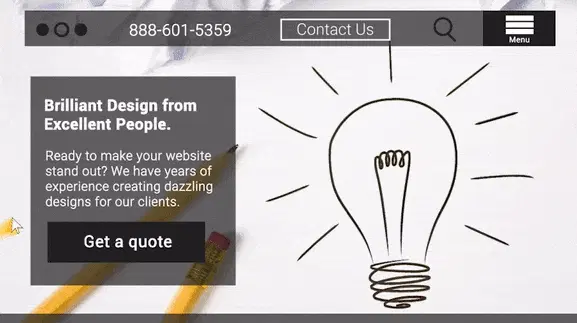 888-601-5359
Contact Us
Menu
Brilliant Design from
Excellent People.
Ready to make your website
stand out? We have years of
experience creating dazzling
designs for our clients.
Get a quote